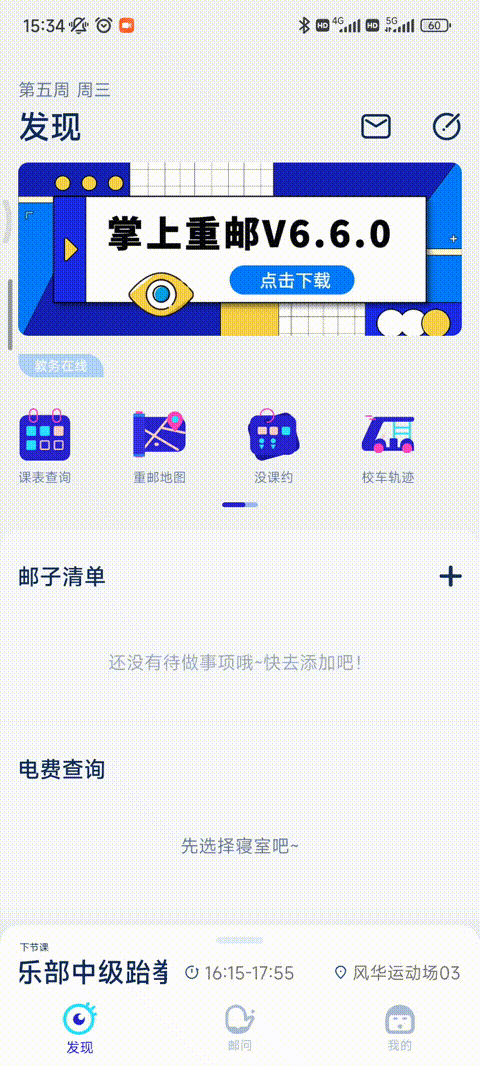 15:34 4G 5G 60
第五周 周三
发现
掌上重邮V6.6.0
点击下载
教务在线
课表查询 重邮地图 没课约 校车轨迹
邮子清单
还没有待做事项哦~快去添加吧！
电费查询
先选择寝室吧~
下节课
乐部中级跆拳 16:15-17:55 风华运动场03
发现 邮问 我的